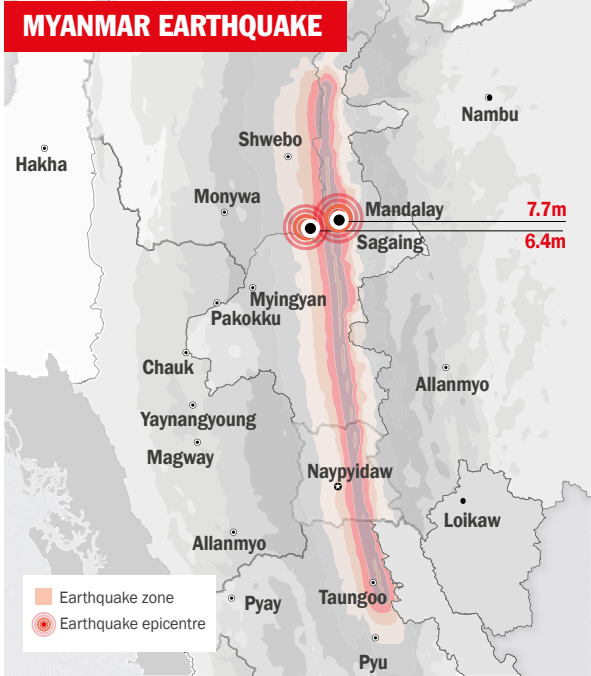 MYANMAR EARTHQUAKE
Nambu
Shwebo
Hakha
Monywa
Mandalay
7.7m
Sagaing
6.4m
Myingyan
Pakokku
Chauk
Allanmyo
Yaynangyoung
Magway
Naypyidaw
Loikaw
Allanmyo
Earthquake zone
Taungoo
Pyay
Earthquake epicentre
Pyu